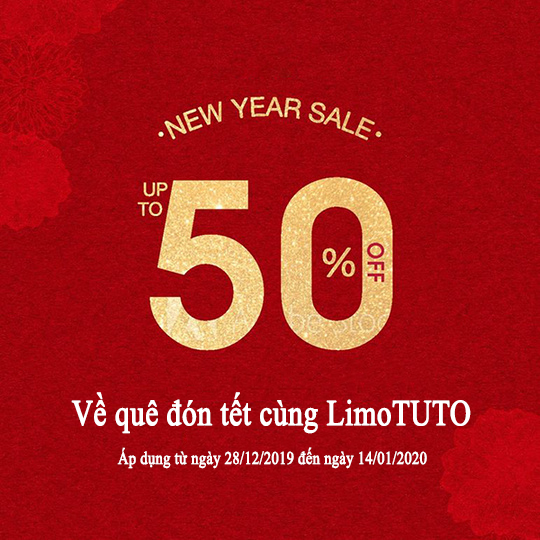 •NEW YEAR SALE•
UP
TO
50
%
OFF
Về quê đón tết cùng LimoTUTO
Áp dụng từ ngày 28/12/2019 đến ngày 14/01/2020